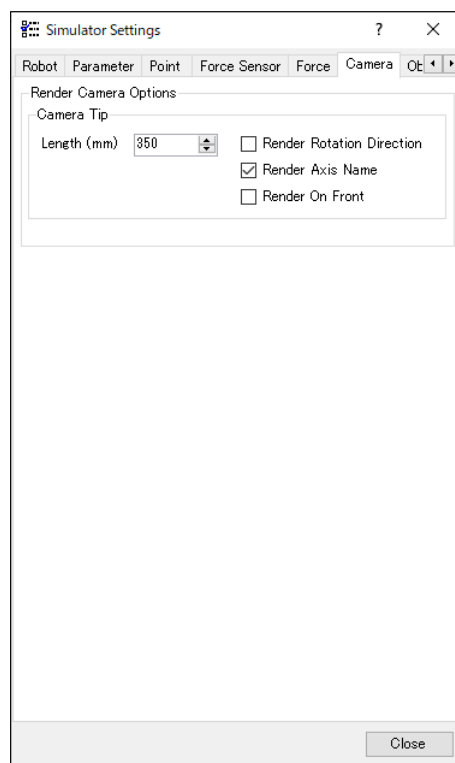 Simulator Settings ?
Robot Parameter Point Force Sensor Force Camera
Render Camera Options
Camera Tip
Length (mm) 350 Render Rotation Direction
Render Axis Name
Render On Front
Close